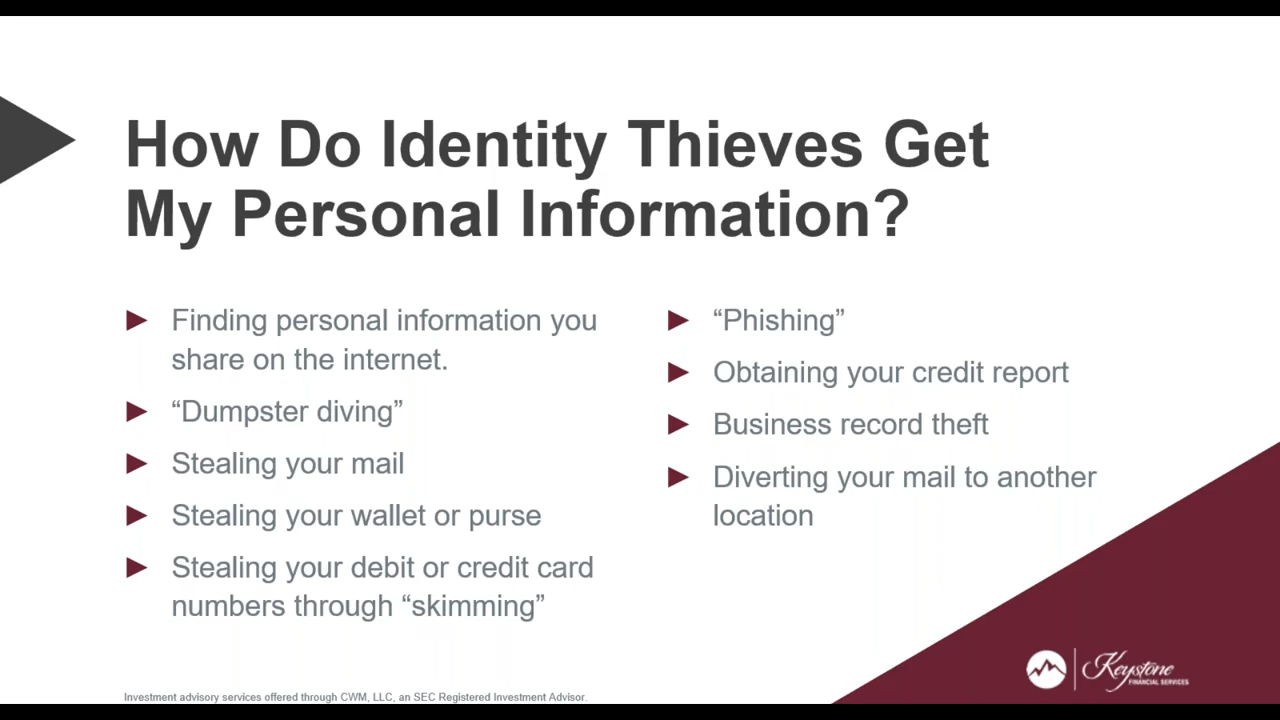 How Do Identity Thieves Get
My Personal Information?
► Finding personal information you
share on the internet.
► “Dumpster diving”
► Stealing your mail
► Stealing your wallet or purse
► Stealing your debit or credit card
numbers through “skimming”
► “Phishing”
► Obtaining your credit report
► Business record theft
► Diverting your mail to another
location
Investment advisory services offered through CWM, LLC, an SEC Registered Investment Advisor.
Keystone
FINANCIAL SERVICES